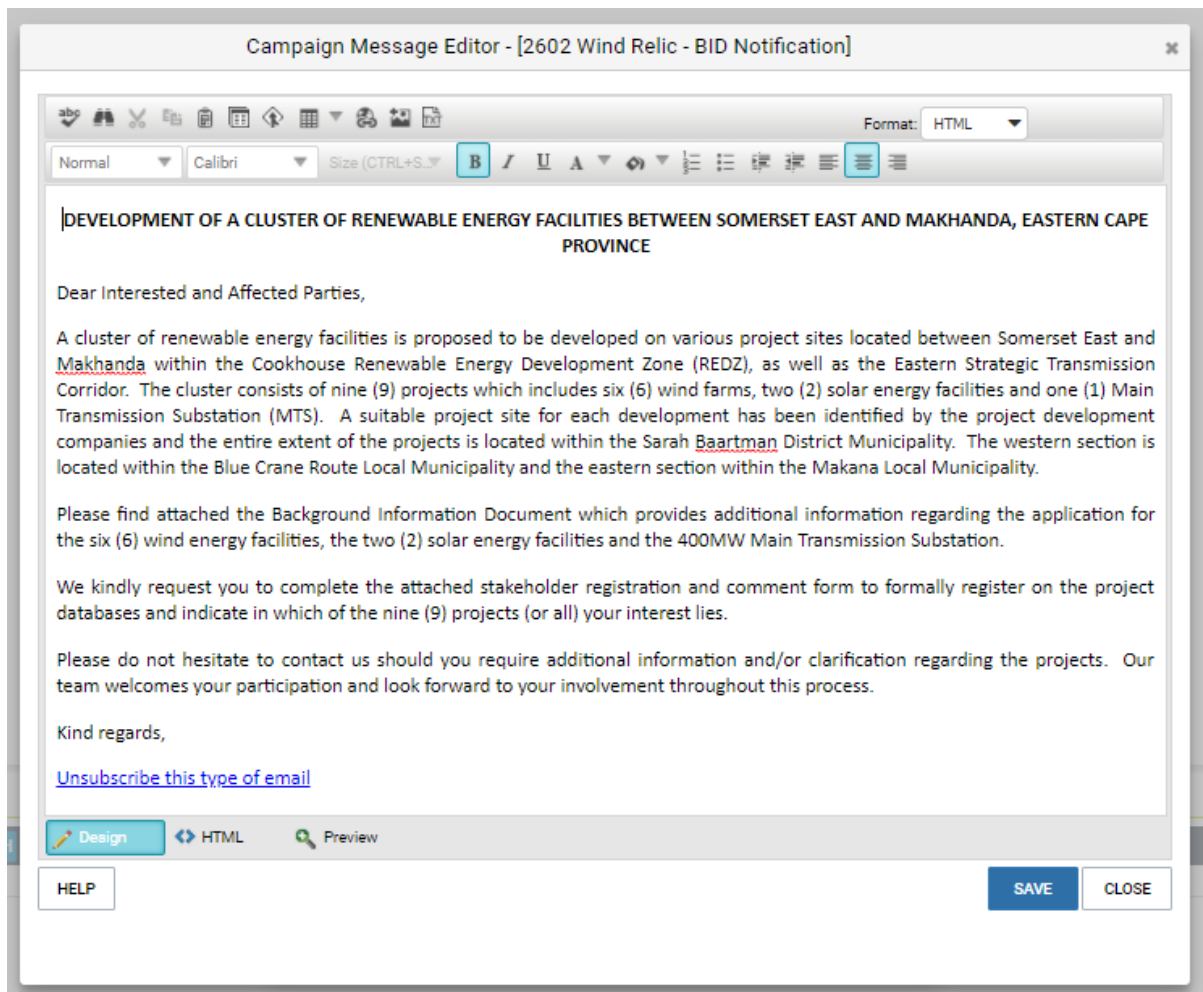 Campaign Message Editor - [2602 Wind Relic - BID Notification]
abc
TXT
Format: HTML
Normal Calibri Size (CTRL+S... B I U A
DEVELOPMENT OF A CLUSTER OF RENEWABLE ENERGY FACILITIES BETWEEN SOMERSET EAST AND MAKHANDA, EASTERN CAPE
PROVINCE
Dear Interested and Affected Parties,
A cluster of renewable energy facilities is proposed to be developed on various project sites located between Somerset East and
Makhanda within the Cookhouse Renewable Energy Development Zone (REDZ), as well as the Eastern Strategic Transmission
Corridor. The cluster consists of nine (9) projects which includes six (6) wind farms, two (2) solar energy facilities and one (1) Main
Transmission Substation (MTS). A suitable project site for each development has been identified by the project development
companies and the entire extent of the projects is located within the Sarah Baartman District Municipality. The western section is
located within the Blue Crane Route Local Municipality and the eastern section within the Makana Local Municipality.
Please find attached the Background Information Document which provides additional information regarding the application for
the six (6) wind energy facilities, the two (2) solar energy facilities and the 400MW Main Transmission Substation.
We kindly request you to complete the attached stakeholder registration and comment form to formally register on the project
databases and indicate in which of the nine (9) projects (or all) your interest lies.
Please do not hesitate to contact us should you require additional information and/or clarification regarding the projects. Our
team welcomes your participation and look forward to your involvement throughout this process.
Kind regards,
Unsubscribe this type of email
Design HTML Preview
HELP SAVE CLOSE